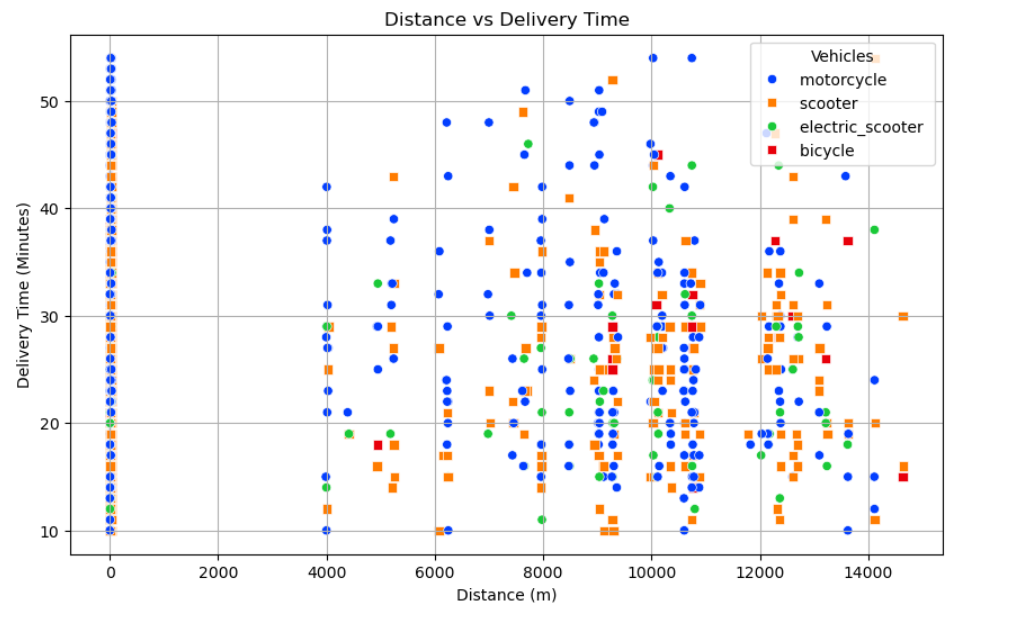 Distance vs Delivery Time
Vehicles
motorcycle
scooter
electric_scooter
bicycle
Delivery Time (Minutes)
50
40
30
20
10
0
2000
4000
6000
8000
10000
12000
14000
Distance (m)